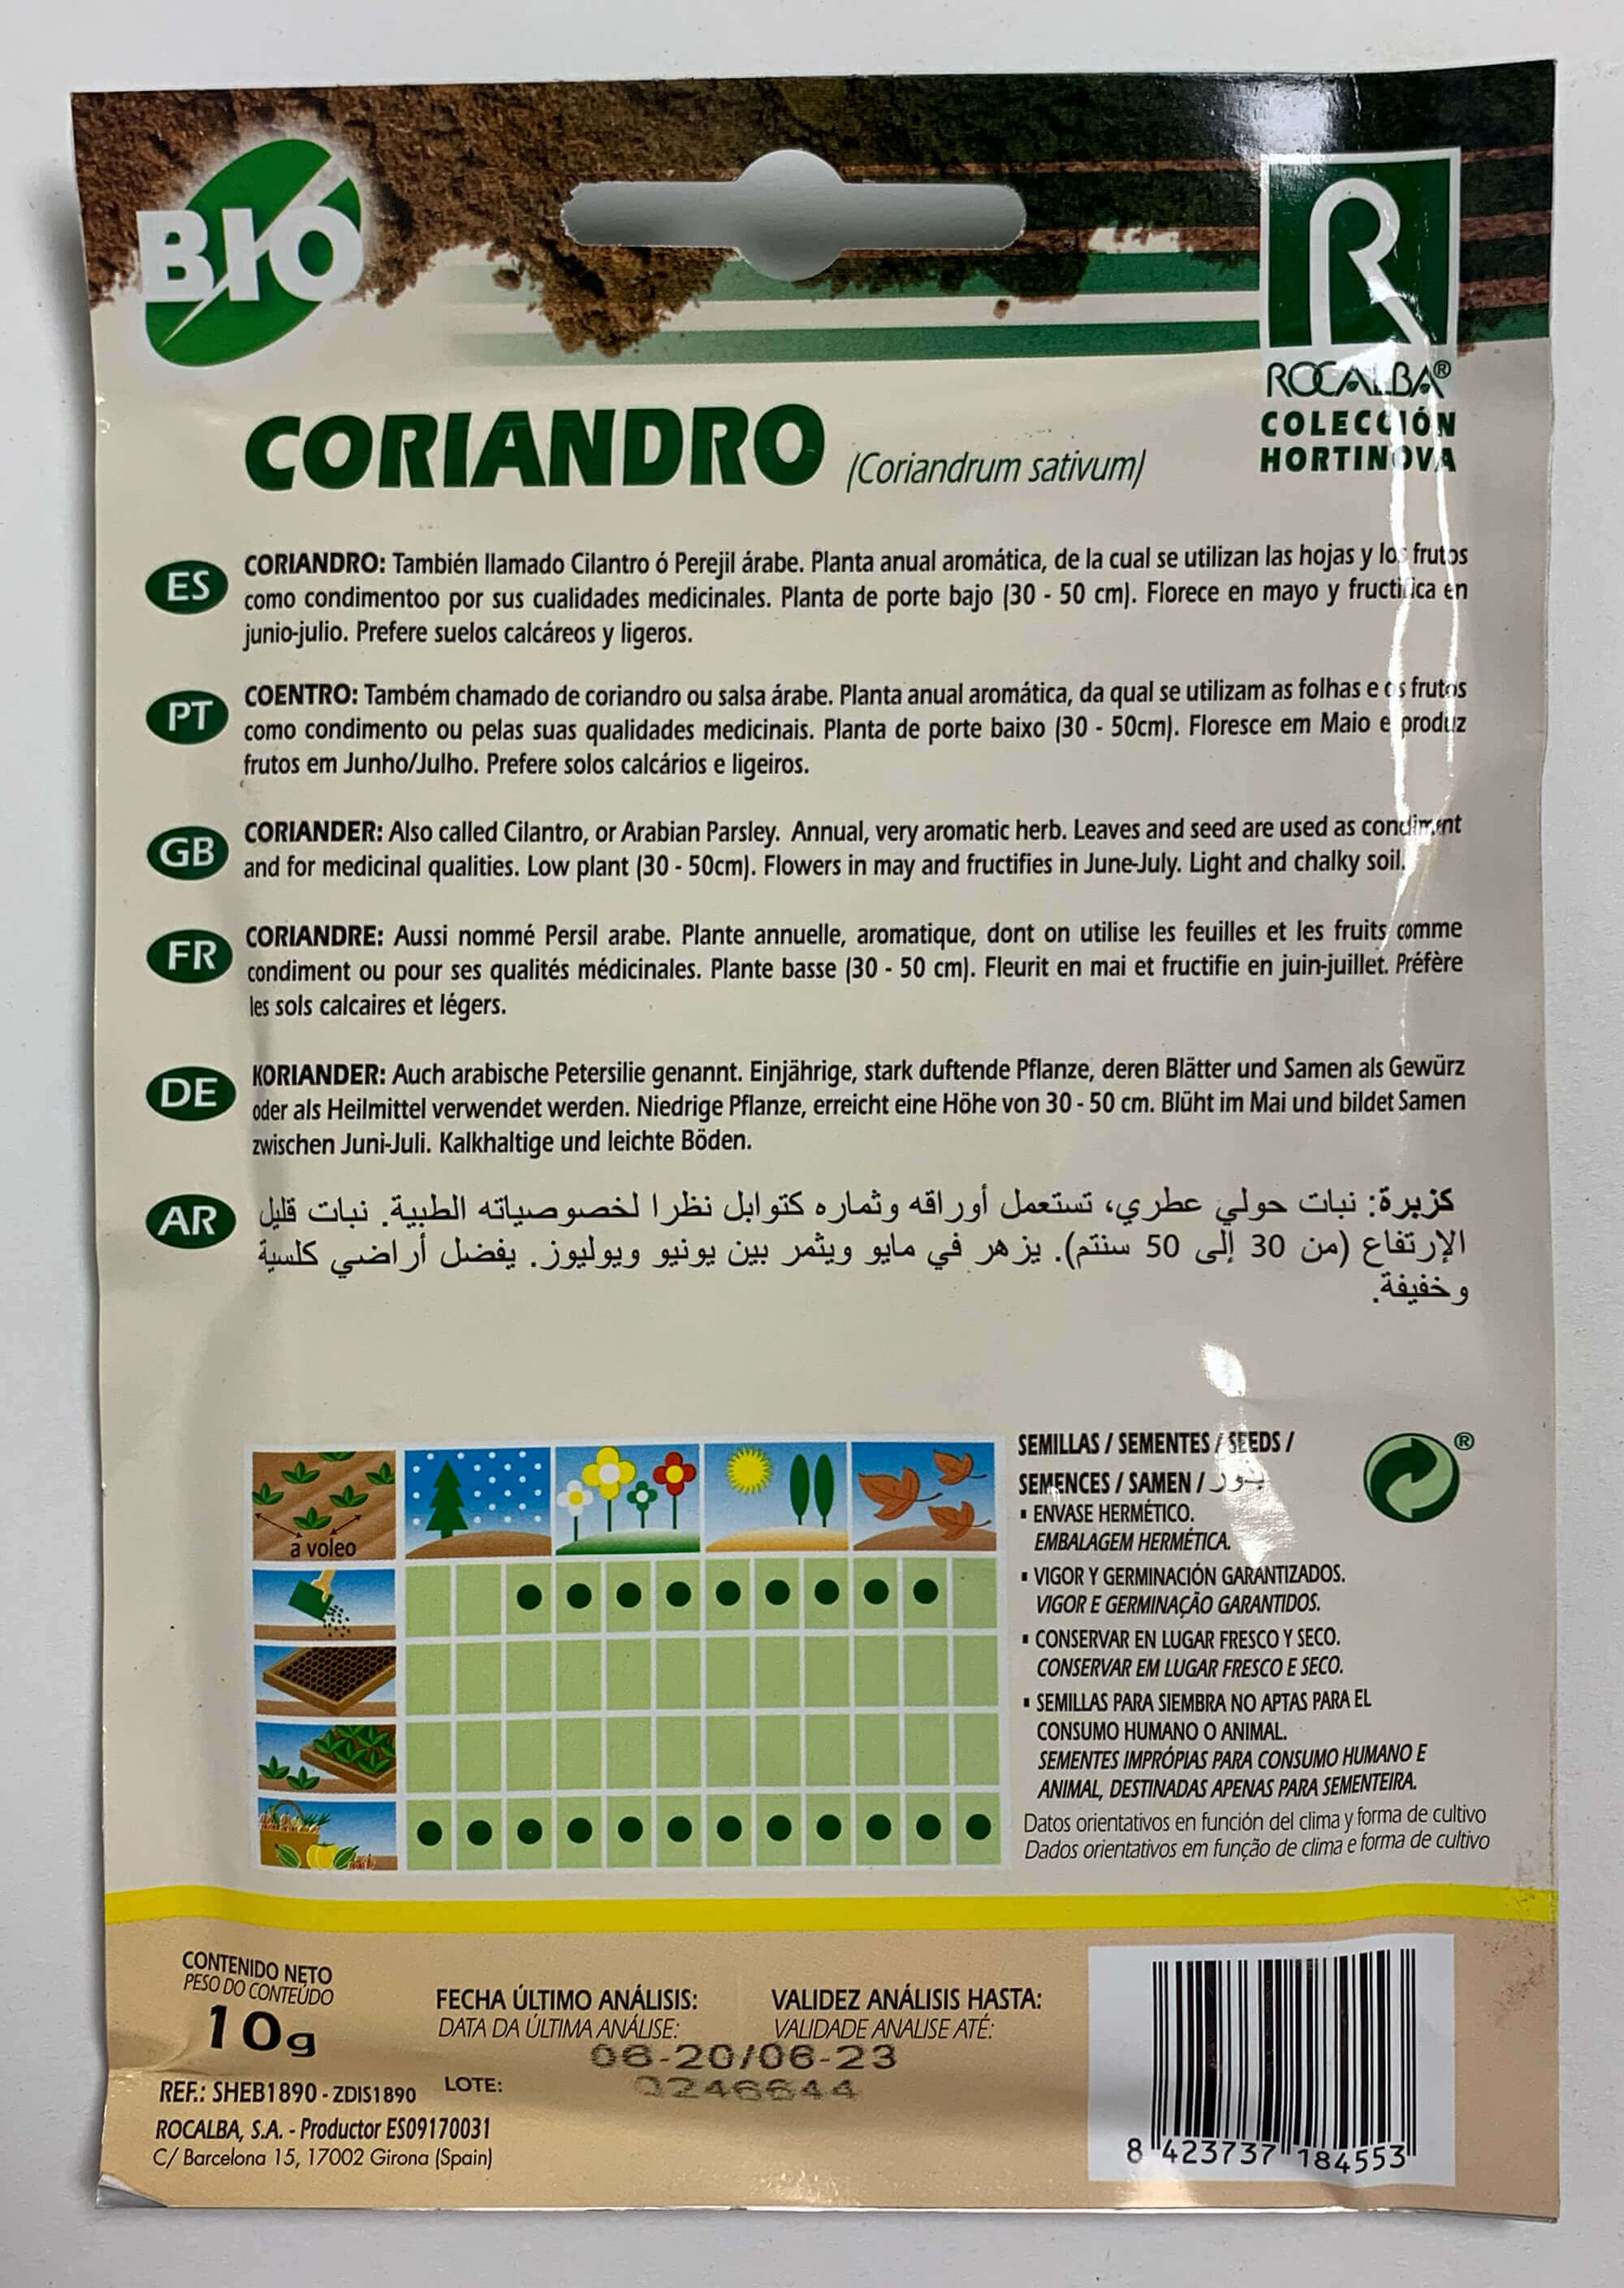 BIO
R
ROCALBA®
COLECCIÓN
HORTINOVA
CORIANDRO (Coriandrum sativum)
ES
CORIANDRO: También llamado Cilantro ó Perejil árabe. Planta anual aromática, de la cual se utilizan las hojas y los frutos
como condimentoo por sus cualidades medicinales. Planta de porte bajo (30 - 50 cm). Florece en mayo y fructifica en
junio-julio. Prefere suelos calcáreos y ligeros.
PT
COENTRO: Também chamado de coriandro ou salsa árabe. Planta anual aromática, da qual se utilizam as folhas e os frutos
como condimento ou pelas suas qualidades medicinais. Planta de porte baixo (30 - 50cm). Floresce em Maio e produz
frutos em Junho/Julho. Prefere solos calcários e ligeiros.
GB
CORIANDER: Also called Cilantro, or Arabian Parsley. Annual, very aromatic herb. Leaves and seed are used as condiment
and for medicinal qualities. Low plant (30 - 50cm). Flowers in may and fructifies in June-July. Light and chalky soil.
FR
CORIANDRE: Aussi nommé Persil arabe. Plante annuelle, aromatique, dont on utilise les feuilles et les fruits comme
condiment ou pour ses qualités médicinales. Plante basse (30 - 50 cm). Fleurit en mai et fructifie en juin-juillet. Préfère
les sols calcaires et légers.
DE
KORIANDER: Auch arabische Petersilie genannt. Einjährige, stark duftende Pflanze, deren Blätter und Samen als Gewürz
oder als Heilmittel verwendet werden. Niedrige Pflanze, erreicht eine Höhe von 30 - 50 cm. Blüht im Mai und bildet Samen
zwischen Juni-Juli. Kalkhaltige und leichte Böden.
AR
كزبرة: نبات حولي عطري، تستعمل أوراقه وثماره كتوابل نظرا لخصوصياته الطبية. نبات قليل
الإرتفاع (من 30 إلى 50 سنتم). يزهر في مايو ويثمر بين يونيو ويوليوز. يفضل أراضي كلسية
وخفيفة.
a voleo
SEMILLAS / SEMENTES / SEEDS /
SEMENCES / SAMEN / بذور
®
▪ ENVASE HERMÉTICO.
EMBALAGEM HERMÉTICA.
▪ VIGOR Y GERMINACIÓN GARANTIZADOS.
VIGOR E GERMINAÇÃO GARANTIDOS.
▪ CONSERVAR EN LUGAR FRESCO Y SECO.
CONSERVAR EM LUGAR FRESCO E SECO.
▪ SEMILLAS PARA SIEMBRA NO APTAS PARA EL
CONSUMO HUMANO O ANIMAL.
SEMENTES IMPRÓPIAS PARA CONSUMO HUMANO E
ANIMAL, DESTINADAS APENAS PARA SEMENTEIRA.
Datos orientativos en función del clima y forma de cultivo
Dados orientativos em função de clima e forma de cultivo
CONTENIDO NETO
PESO DO CONTEÚDO
10g
FECHA ÚLTIMO ANÁLISIS:
DATA DA ÚLTIMA ANÁLISE:
VALIDEZ ANÁLISIS HASTA:
VALIDADE ANALISE ATÉ:
06-20/06-23
LOTE:
0246644
REF.: SHEB1890 - ZDIS1890
ROCALBA, S.A. - Productor ES09170031
C/ Barcelona 15, 17002 Girona (Spain)
8 423737 184553